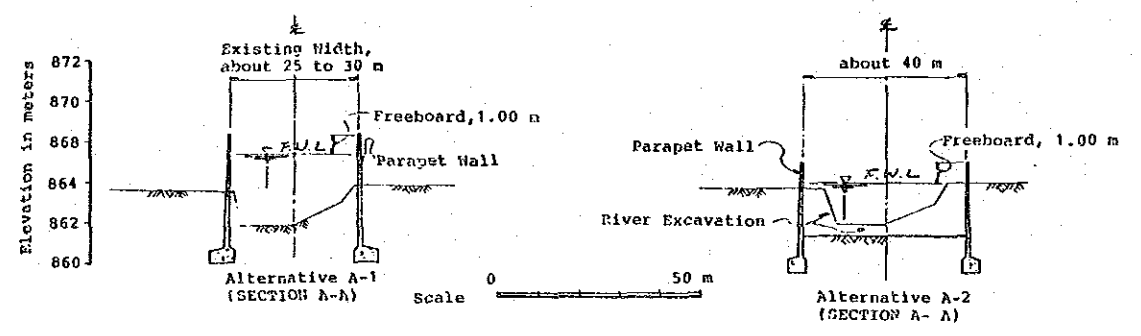 Elevation in meters
872
870
868
866
864
862
860
℄
Existing Width,
about 25 to 30 m
Freeboard, 1.00 m
F.W.L
Parapet Wall
Alternative A-1
(SECTION A-A)
Scale
0
50 m
℄
about 40 m
Parapet Wall
Freeboard, 1.00 m
F.W.L
River Excavation
Alternative A-2
(SECTION A- A)